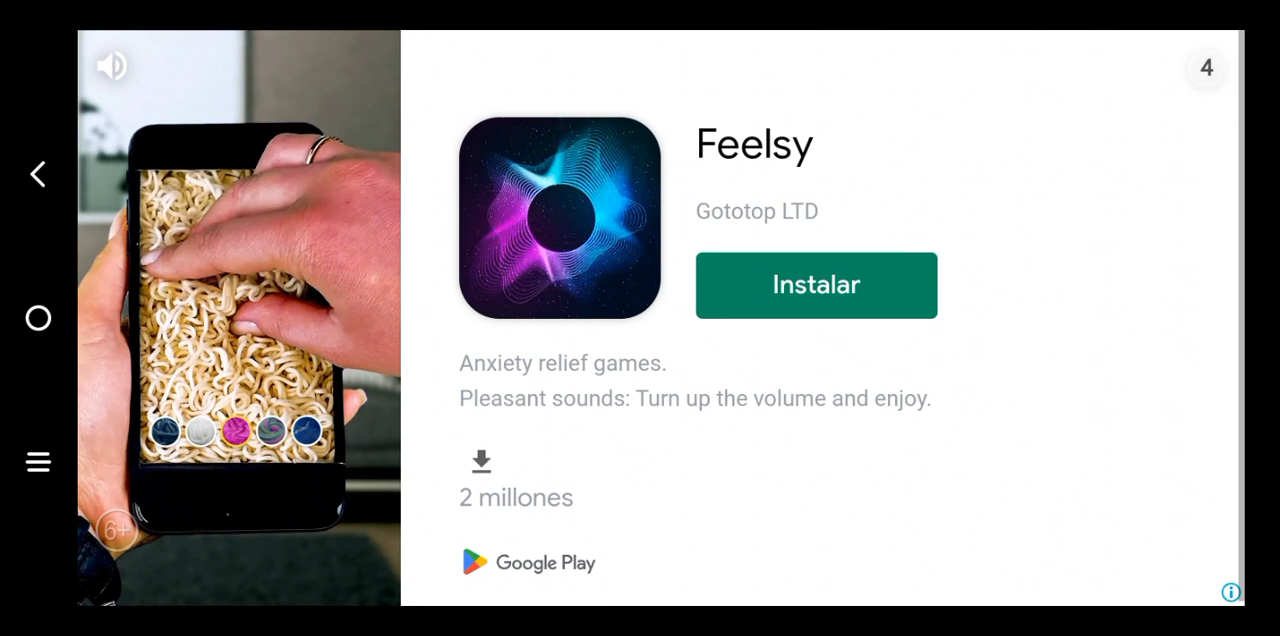 4
Feelsy
Gototop LTD
Instalar
Anxiety relief games.
Pleasant sounds: Turn up the volume and enjoy.
2 millones
6+
Google Play